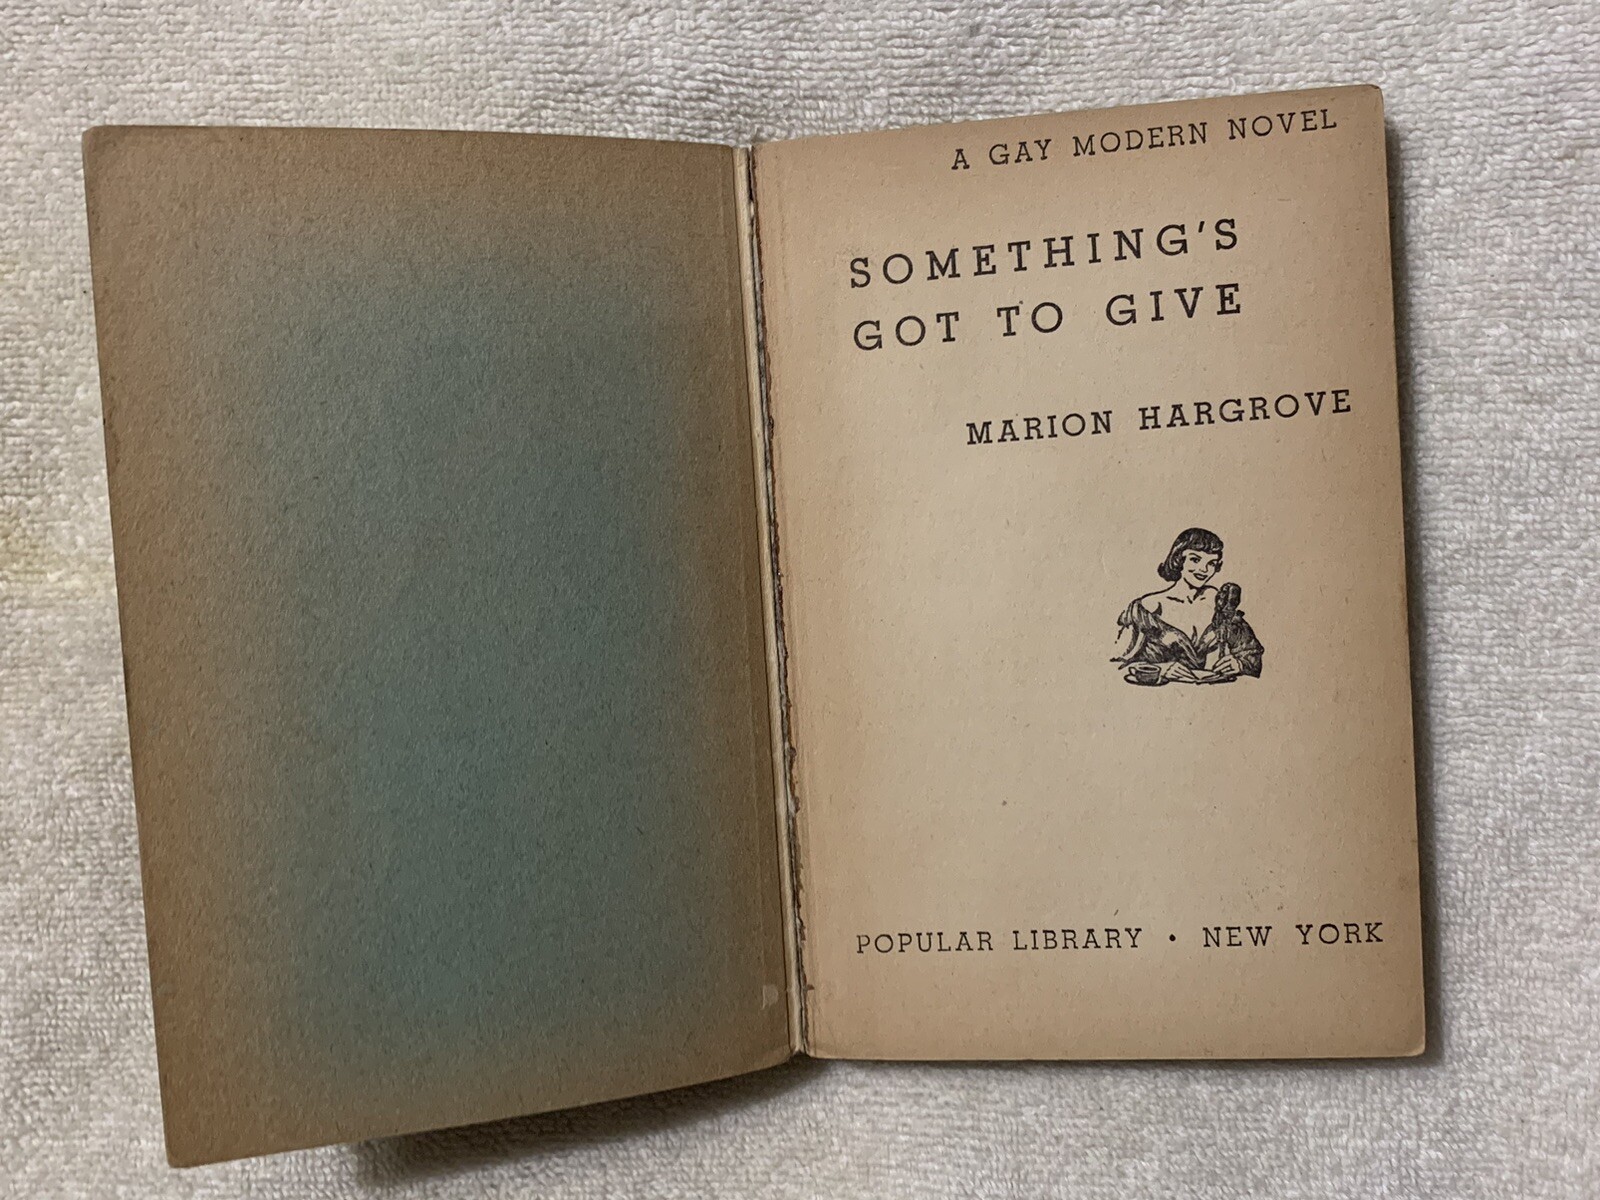 A GAY MODERN NOVEL
SOMETHING'S
GOT TO GIVE
MARION HARGROVE
POPULAR LIBRARY • NEW YORK